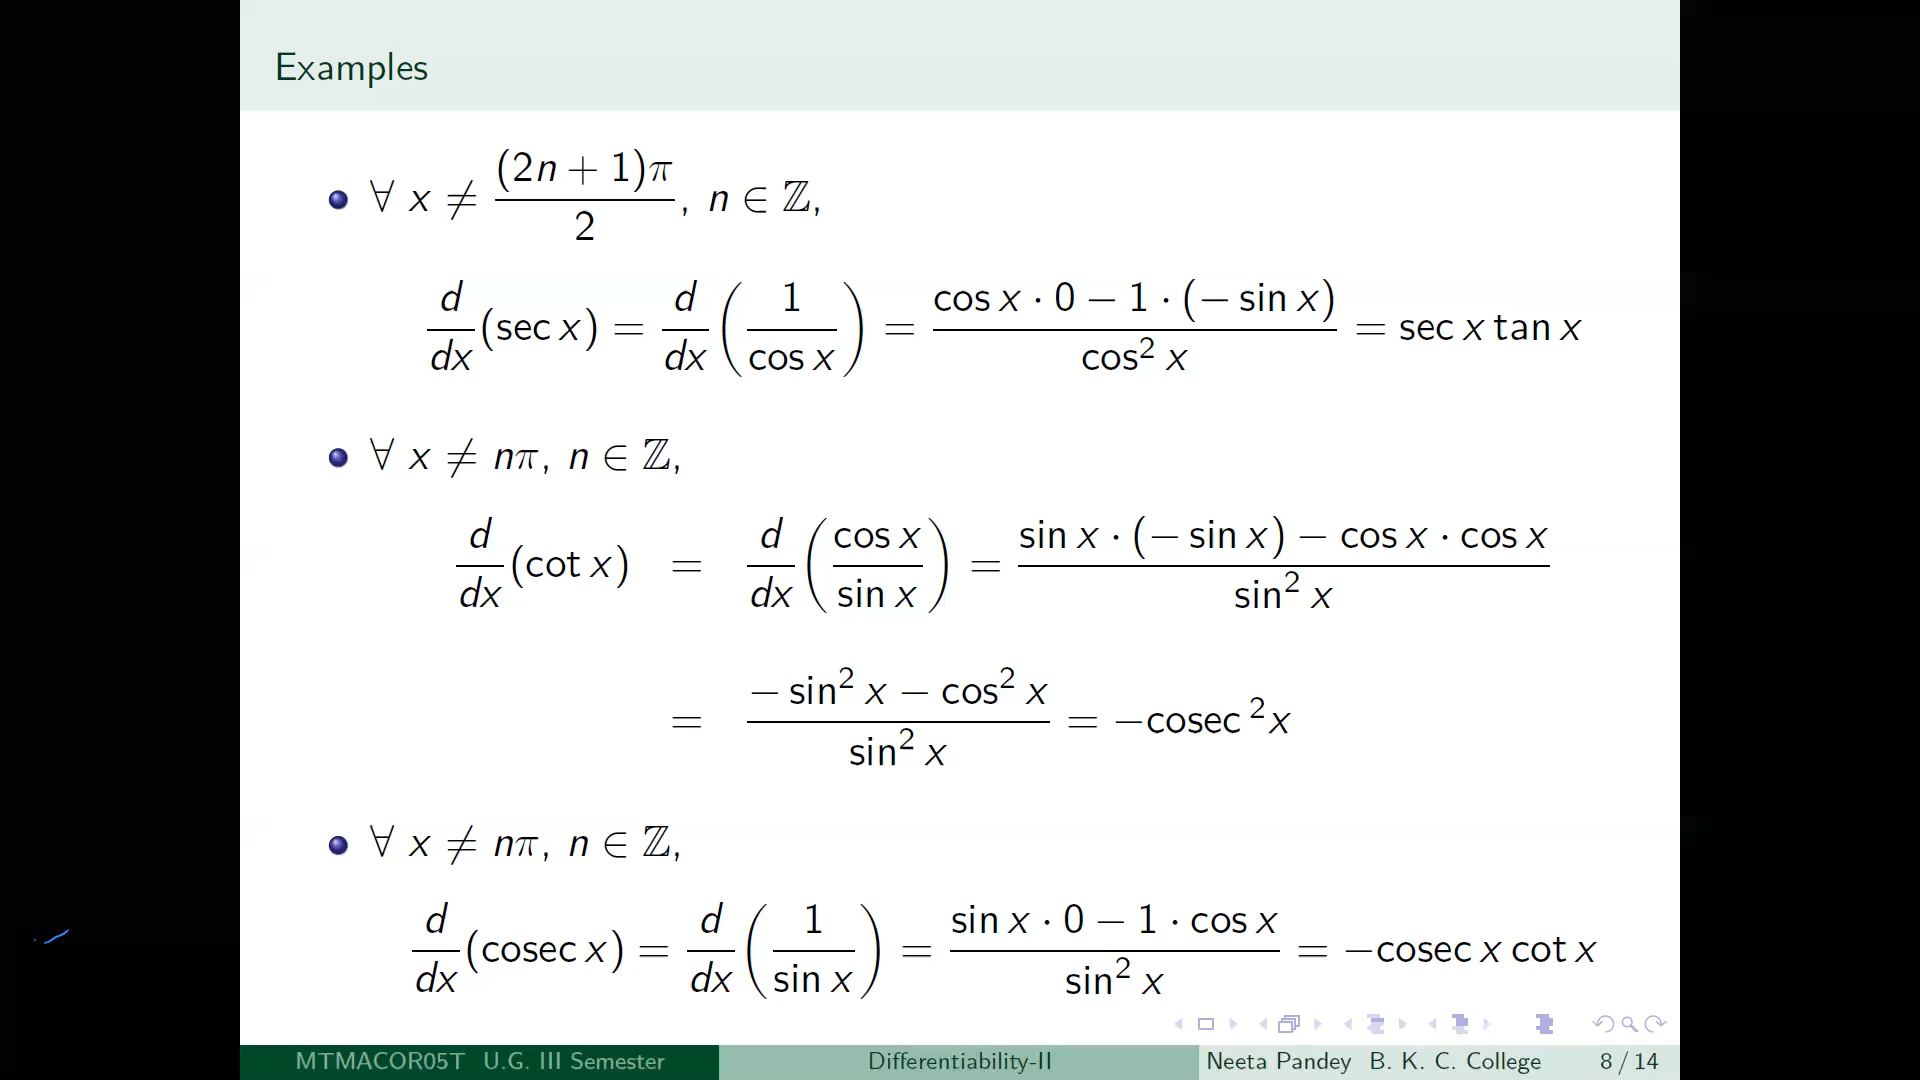 Examples
∀ x ≠ (2n + 1)π / 2, n ∈ ℤ,
d/dx (sec x) = d/dx (1 / cos x) = (cos x · 0 − 1 · (− sin x)) / cos² x = sec x tan x
∀ x ≠ nπ, n ∈ ℤ,
d/dx (cot x) = d/dx (cos x / sin x) = (sin x · (− sin x) − cos x · cos x) / sin² x
= (− sin² x − cos² x) / sin² x = −cosec ² x
∀ x ≠ nπ, n ∈ ℤ,
d/dx (cosec x) = d/dx (1 / sin x) = (sin x · 0 − 1 · cos x) / sin² x = −cosec x cot x
MTMACOR05T U.G. III Semester Differentiability-II Neeta Pandey B. K. C. College 8 / 14